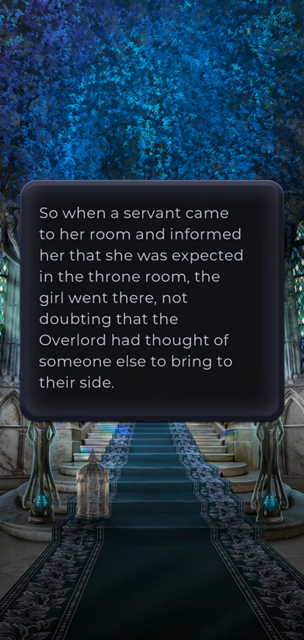 So when a servant came
to her room and informed
her that she was expected
in the throne room, the
girl went there, not
doubting that the
Overlord had thought of
someone else to bring to
their side.